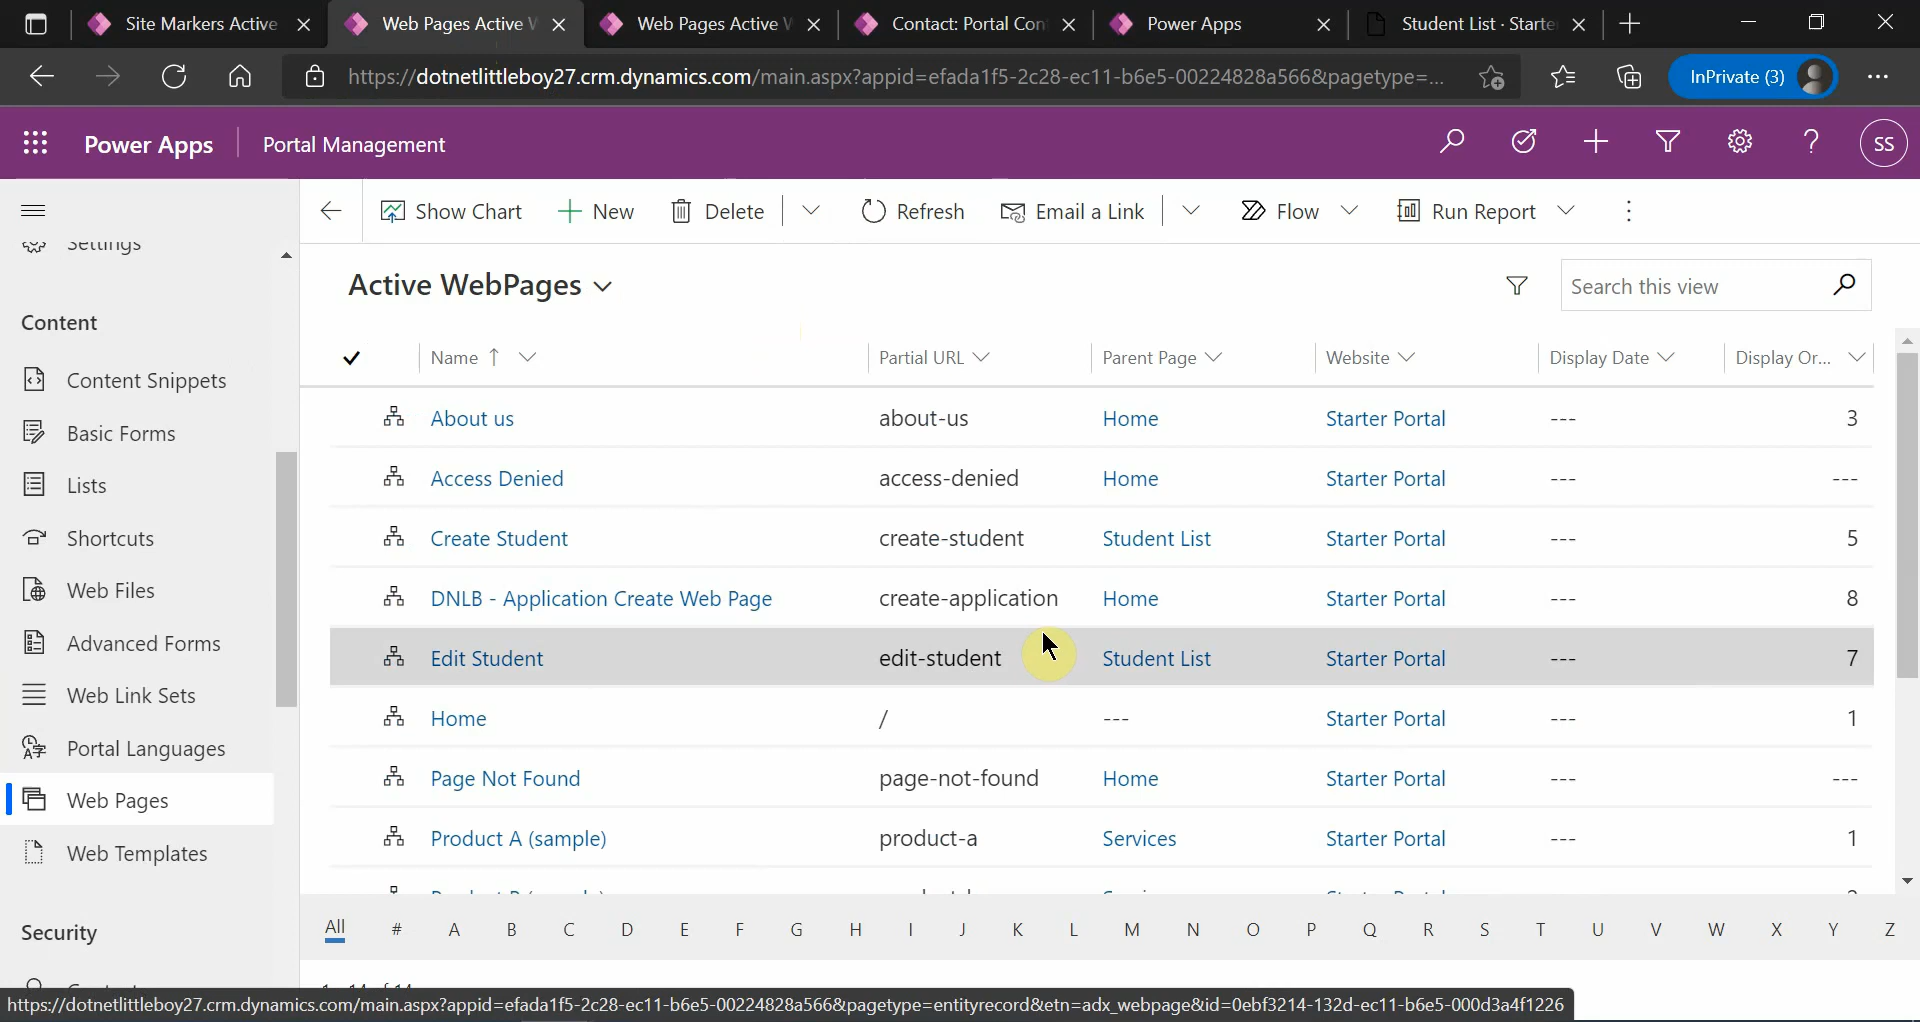 Site Markers Active
Web Pages Active
Web Pages Active
Contact: Portal Con
Power Apps
Student List · Starte
https://dotnetlittleboy27.crm.dynamics.com/main.aspx?appid=efada1f5-2c28-ec11-b6e5-00224828a566&pagetype=...
InPrivate (3)
Power Apps
Portal Management
SS
Show Chart
New
Delete
Refresh
Email a Link
Flow
Run Report
Settings
Active WebPages
Search this view
Content
Content Snippets
Basic Forms
Lists
Shortcuts
Web Files
Advanced Forms
Web Link Sets
Portal Languages
Web Pages
Web Templates
Security
Name Partial URL Parent Page Website Display Date Display Or...
About us about-us Home Starter Portal --- 3
Access Denied access-denied Home Starter Portal --- ---
Create Student create-student Student List Starter Portal --- 5
DNLB - Application Create Web Page create-application Home Starter Portal --- 8
Edit Student edit-student Student List Starter Portal --- 7
Home / --- Starter Portal --- 1
Page Not Found page-not-found Home Starter Portal --- ---
Product A (sample) product-a Services Starter Portal --- 1
All # A B C D E F G H I J K L M N O P Q R S T U V W X Y Z
https://dotnetlittleboy27.crm.dynamics.com/main.aspx?appid=efada1f5-2c28-ec11-b6e5-00224828a566&pagetype=entityrecord&etn=adx_webpage&id=0ebf3214-132d-ec11-b6e5-000d3a4f1226